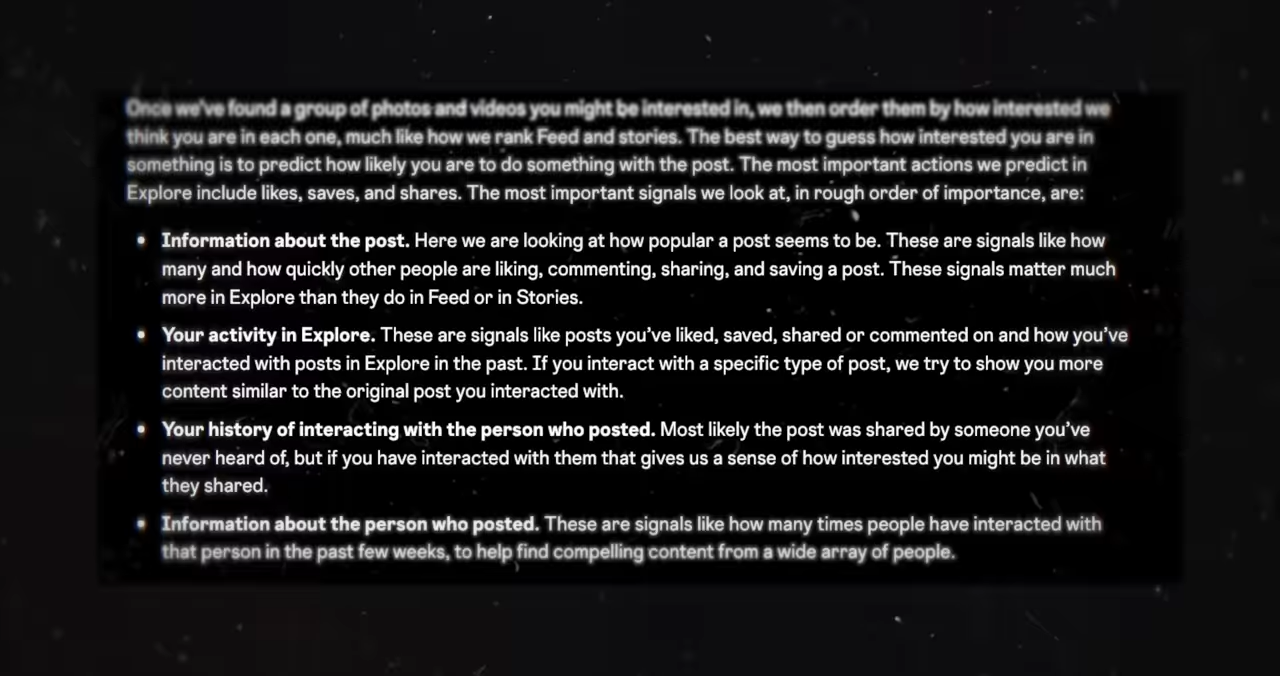 Once we've found a group of photos and videos you might be interested in, we then order them by how interested we
think you are in each one, much like how we rank Feed and stories. The best way to guess how interested you are in
something is to predict how likely you are to do something with the post. The most important actions we predict in
Explore include likes, saves, and shares. The most important signals we look at, in rough order of importance, are:
• Information about the post. Here we are looking at how popular a post seems to be. These are signals like how
many and how quickly other people are liking, commenting, sharing, and saving a post. These signals matter much
more in Explore than they do in Feed or in Stories.
• Your activity in Explore. These are signals like posts you’ve liked, saved, shared or commented on and how you’ve
interacted with posts in Explore in the past. If you interact with a specific type of post, we try to show you more
content similar to the original post you interacted with.
• Your history of interacting with the person who posted. Most likely the post was shared by someone you’ve
never heard of, but if you have interacted with them that gives us a sense of how interested you might be in what
they shared.
• Information about the person who posted. These are signals like how many times people have interacted with
that person in the past few weeks, to help find compelling content from a wide array of people.